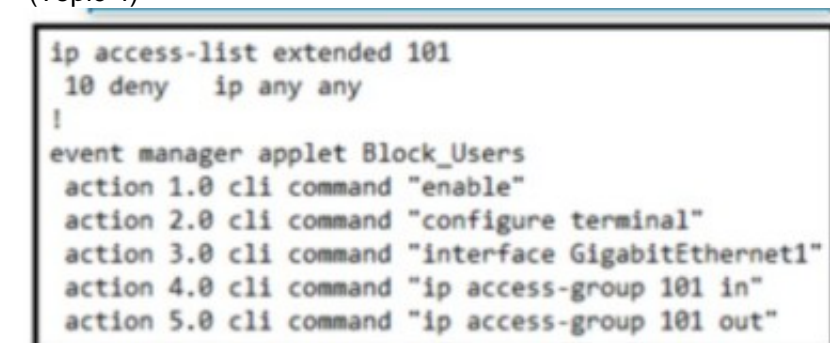 ip access-list extended 101
10 deny   ip any any
!
event manager applet Block_Users
action 1.0 cli command "enable"
action 2.0 cli command "configure terminal"
action 3.0 cli command "interface GigabitEthernet1"
action 4.0 cli command "ip access-group 101 in"
action 5.0 cli command "ip access-group 101 out"